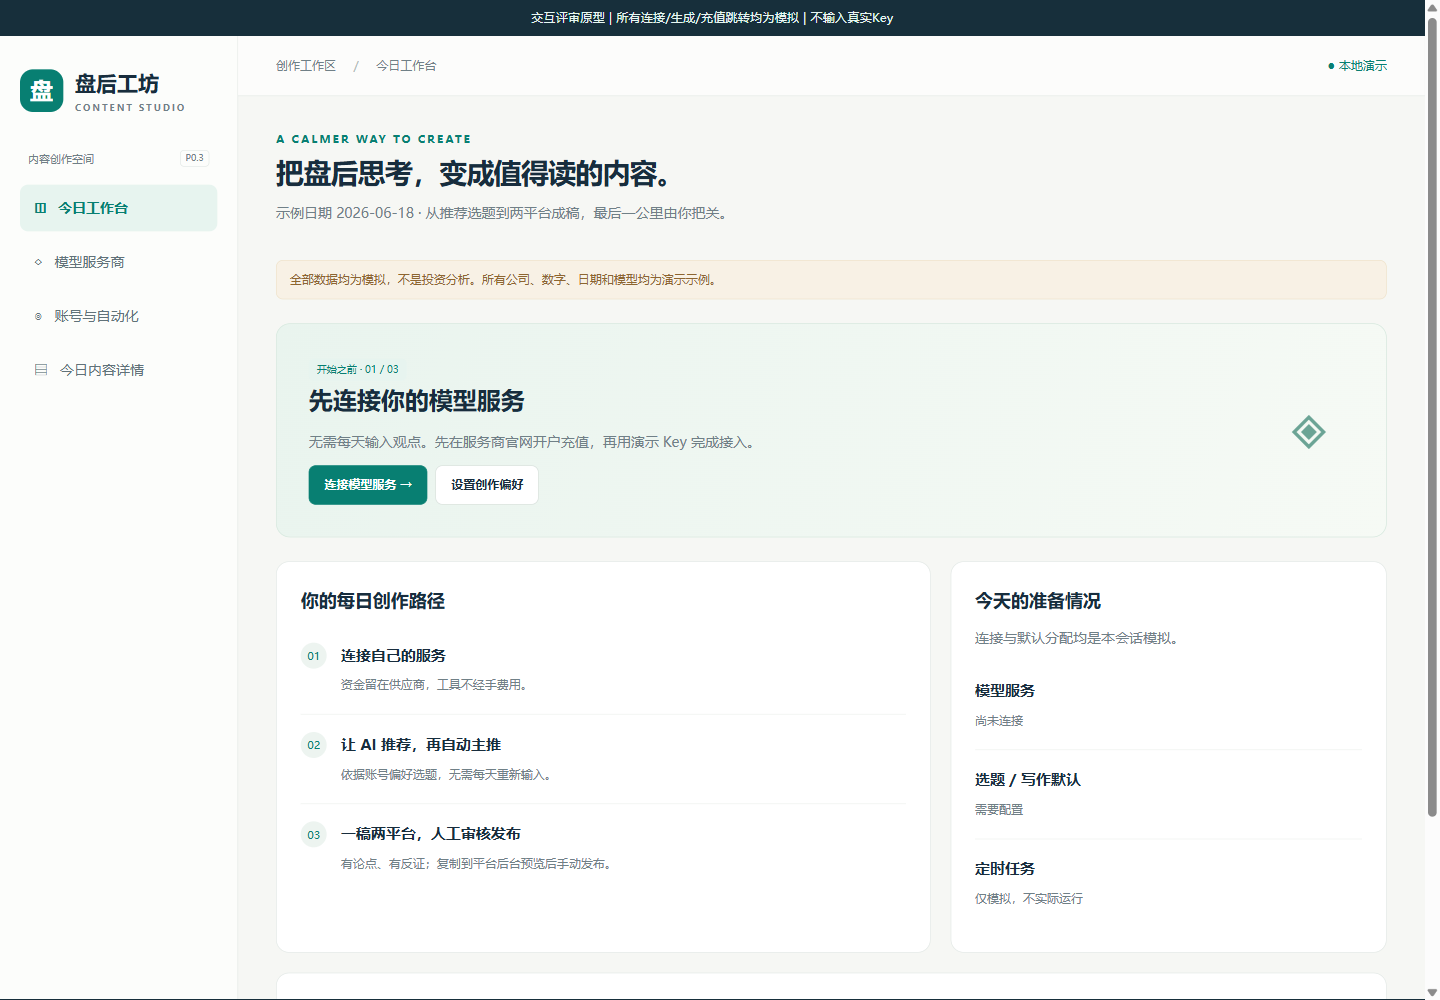 交互评审原型 | 所有连接/生成/充值跳转均为模拟 | 不输入真实Key
盘
盘后工坊
CONTENT STUDIO
内容创作空间
P0.3
今日工作台
模型服务商
账号与自动化
今日内容详情
创作工作区 / 今日工作台
本地演示
A CALMER WAY TO CREATE
把盘后思考，变成值得读的内容。
示例日期 2026-06-18 · 从推荐选题到两平台成稿，最后一公里由你把关。
全部数据均为模拟，不是投资分析。所有公司、数字、日期和模型均为演示示例。
开始之前 · 01 / 03
先连接你的模型服务
无需每天输入观点。先在服务商官网开户充值，再用演示 Key 完成接入。
连接模型服务 →
设置创作偏好
你的每日创作路径
01
连接自己的服务
资金留在供应商，工具不经手费用。
02
让 AI 推荐，再自动主推
依据账号偏好选题，无需每天重新输入。
03
一稿两平台，人工审核发布
有论点、有反证；复制到平台后台预览后手动发布。
今天的准备情况
连接与默认分配均是本会话模拟。
模型服务
尚未连接
选题 / 写作默认
需要配置
定时任务
仅模拟，不实际运行